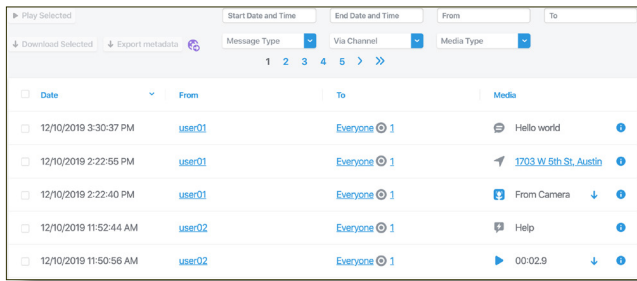 Play Selected
Start Date and Time
End Date and Time
From
To
Download Selected
Export metadata
Message Type
Via Channel
Media Type
1 2 3 4 5
Date From To Media
12/10/2019 3:30:37 PM user01 Everyone 1 Hello world
12/10/2019 2:22:55 PM user01 Everyone 1 1703 W 5th St, Austin
12/10/2019 2:22:40 PM user01 Everyone 1 From Camera
12/10/2019 11:52:44 AM user02 Everyone 1 Help
12/10/2019 11:50:56 AM user02 Everyone 1 00:02.9